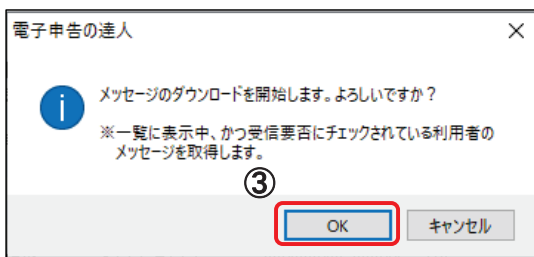 電子申告の達人
メッセージのダウンロードを開始します。よろしいですか？
※一覧に表示中、かつ受信要否にチェックされている利用者の
メッセージを取得します。
③
OK
キャンセル